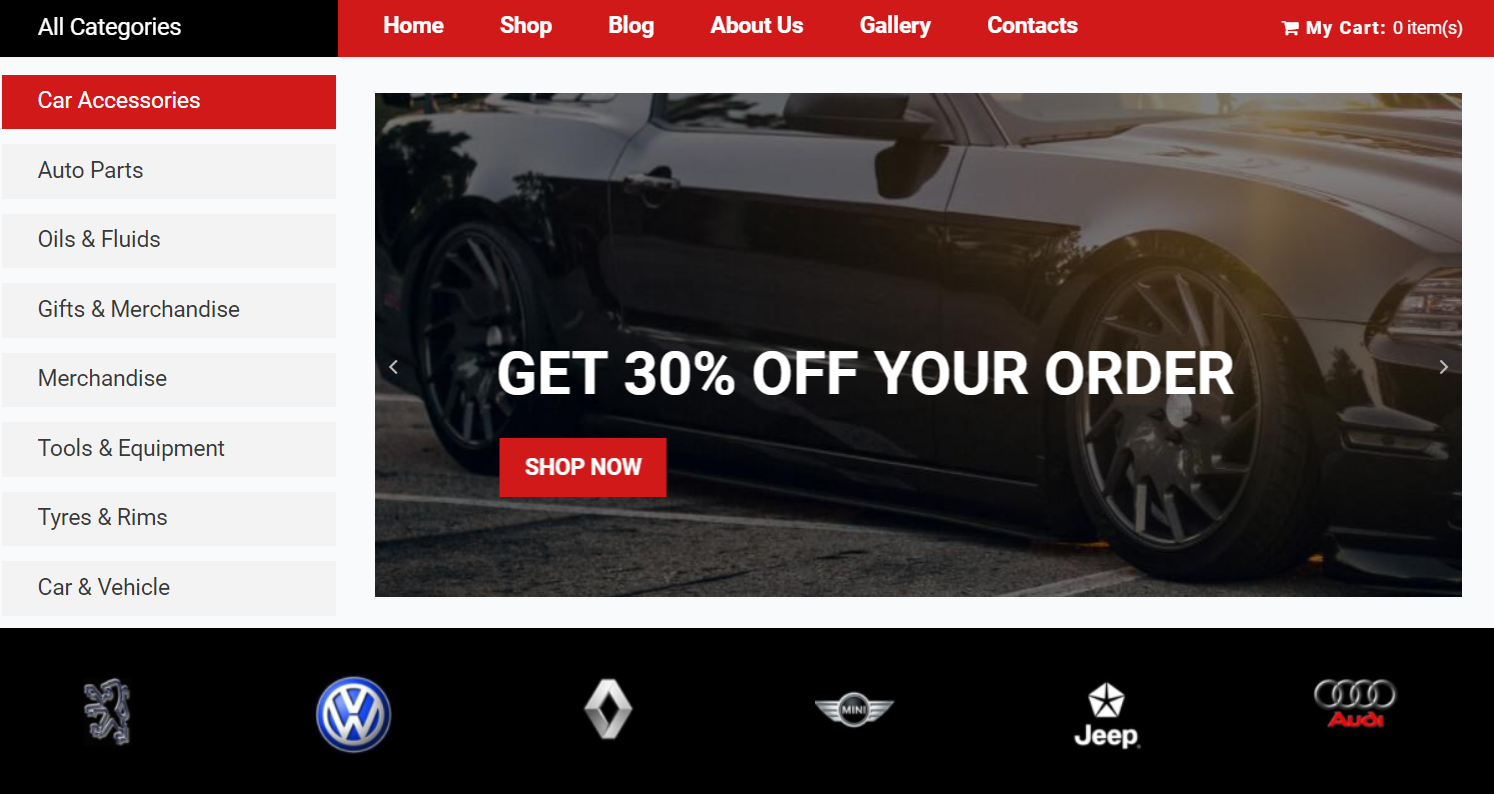 All Categories
Home Shop Blog About Us Gallery Contacts
My Cart: 0 item(s)
Car Accessories
Auto Parts
Oils & Fluids
Gifts & Merchandise
Merchandise
Tools & Equipment
Tyres & Rims
Car & Vehicle
GET 30% OFF YOUR ORDER
SHOP NOW
MINI
Jeep
Audi